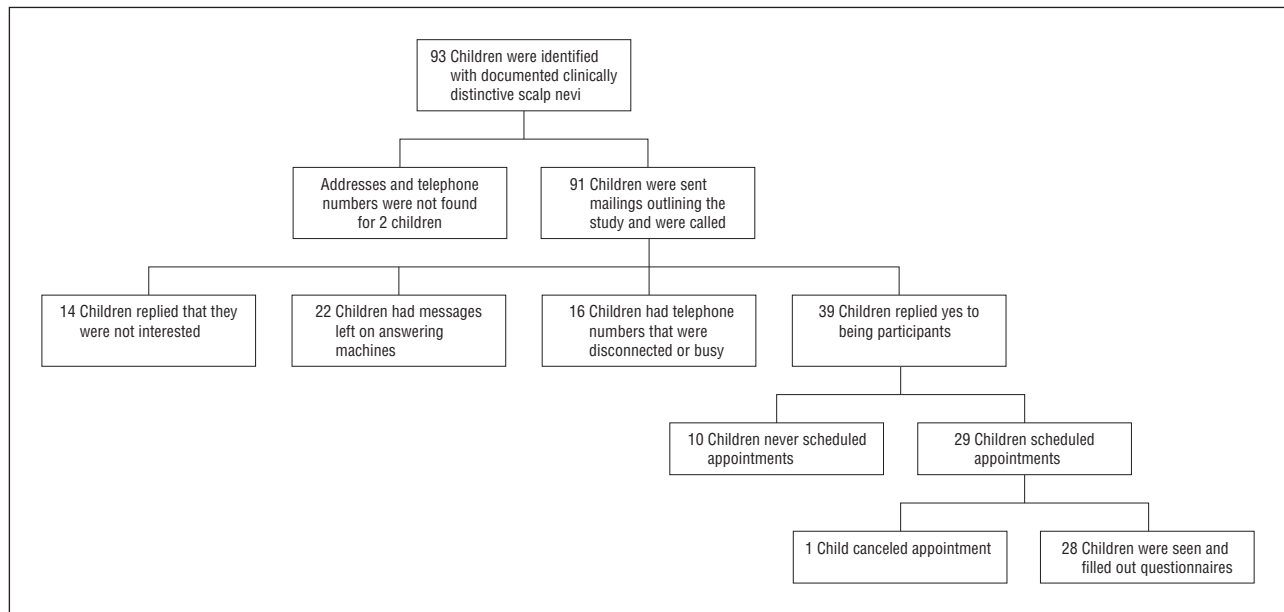 93 Children were identified
with documented clinically
distinctive scalp nevi
Addresses and telephone
numbers were not found
for 2 children
91 Children were sent
mailings outlining the
study and were called
14 Children replied that they
were not interested
22 Children had messages
left on answering
machines
16 Children had telephone
numbers that were
disconnected or busy
39 Children replied yes to
being participants
10 Children never scheduled
appointments
29 Children scheduled
appointments
1 Child canceled appointment
28 Children were seen and
filled out questionnaires